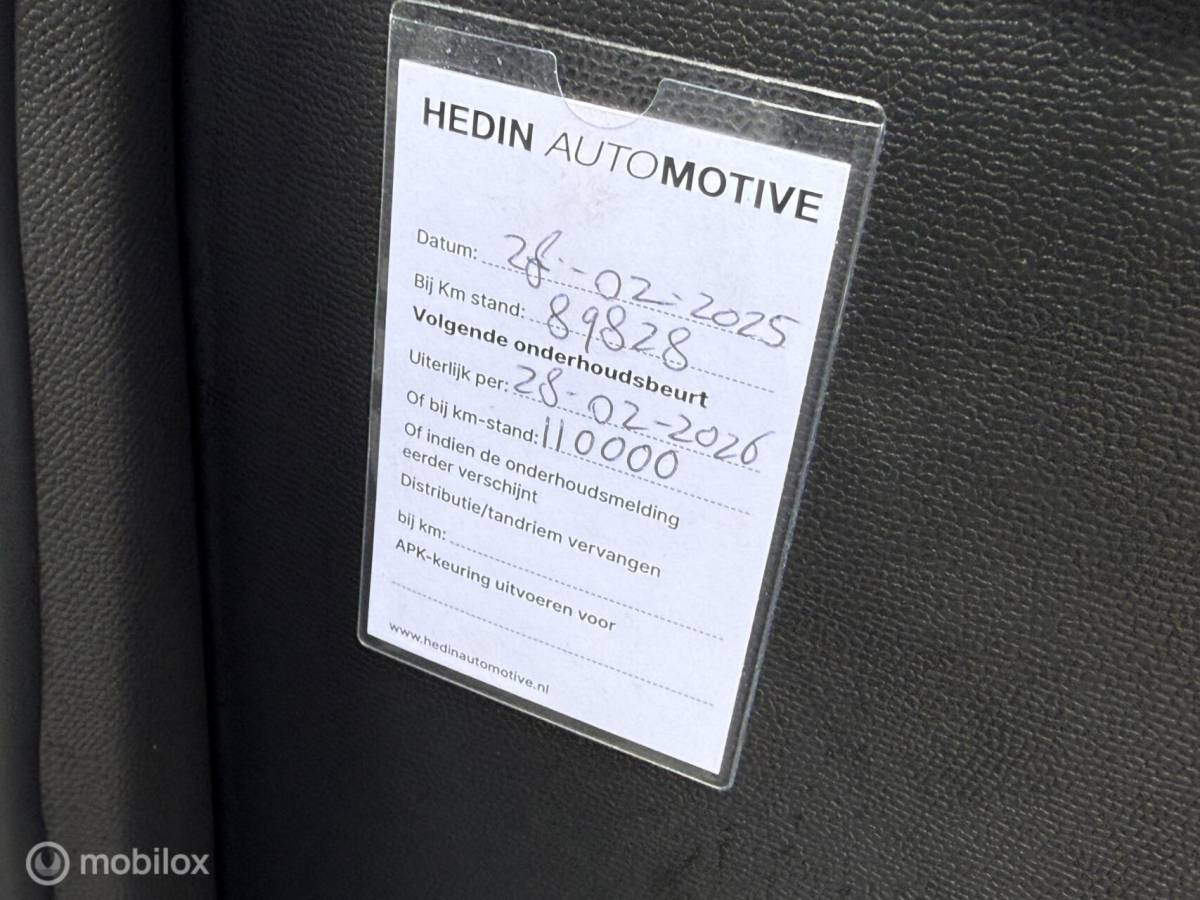 HEDIN AUTOMOTIVE
Datum: 28-02-2025
Bij Km stand: 89828
Volgende onderhoudsbeurt
Uiterlijk per: 28-02-2026
Of bij km-stand: 110000
Of indien de onderhoudsmelding
eerder verschijnt
Distributie/tandriem vervangen
bij km:
APK-keuring uitvoeren voor
www.hedinautomotive.nl
mobilox